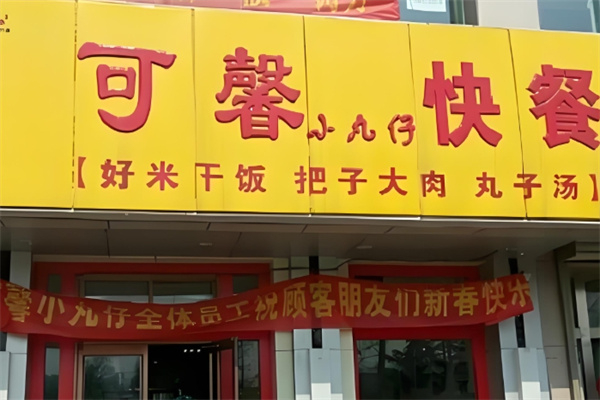 可馨小丸仔快餐
【好米干饭 把子大肉 丸子汤】
馨小丸仔全体员工祝顾客朋友们新春快乐